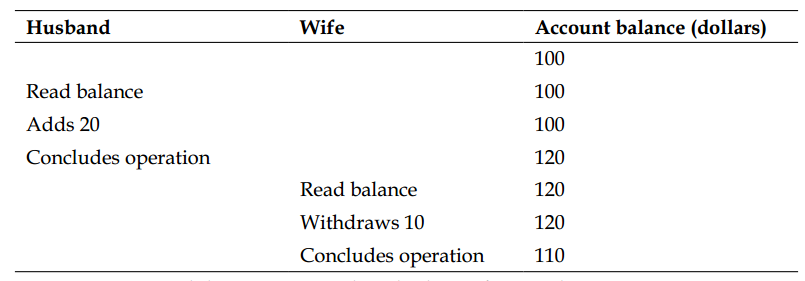 Husband Wife Account balance (dollars)
100
Read balance 100
Adds 20 100
Concludes operation 120
Read balance 120
Withdraws 10 120
Concludes operation 110